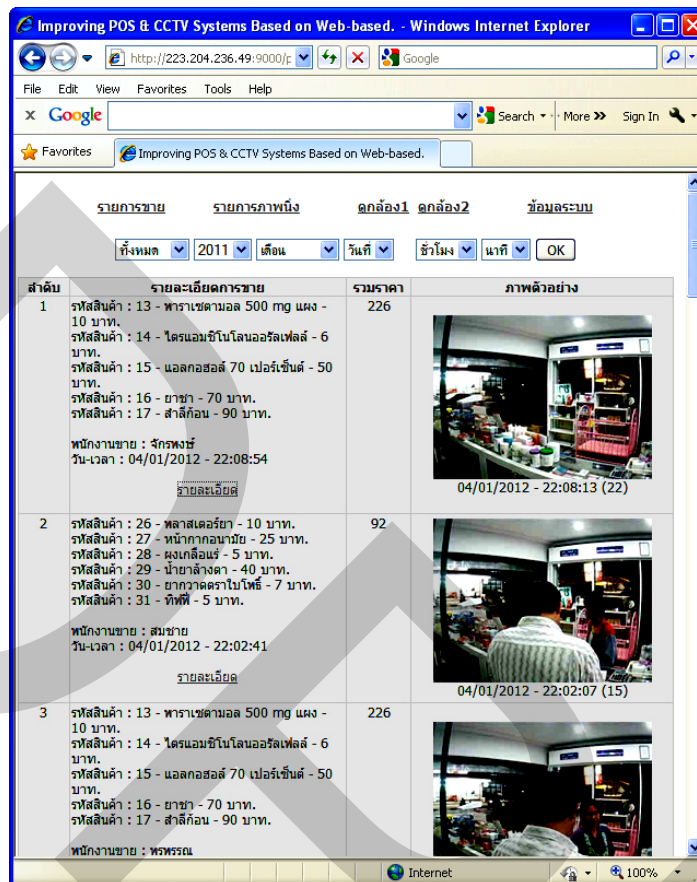 Improving POS & CCTV Systems Based on Web-based. - Windows Internet Explorer
http://223.204.236.49:9000/p
Google
File Edit View Favorites Tools Help
x Google Search More >> Sign In
Favorites Improving POS & CCTV Systems Based on Web-based.
รายการขาย รายการภาพนิ่ง ดูกล้อง1 ดูกล้อง2 ข้อมูลระบบ
ทั้งหมด 2011 เดือน วันที่ ชั่วโมง นาที OK
ลำดับ รายละเอียดการขาย รวมราคา ภาพตัวอย่าง
1 รหัสสินค้า : 13 - พาราเซตามอล 500 mg แผง - 226
10 บาท.
รหัสสินค้า : 14 - ไตรแอมซิโนโลนออรัลเฟลล์ - 6
บาท.
รหัสสินค้า : 15 - แอลกอฮอล์ 70 เปอร์เซ็นต์ - 50
บาท.
รหัสสินค้า : 16 - ยาชา - 70 บาท.
รหัสสินค้า : 17 - สำลีก้อน - 90 บาท.
พนักงานขาย : จักรพงษ์
วัน-เวลา : 04/01/2012 - 22:08:54
รายละเอียด
04/01/2012 - 22:08:13 (22)
2 รหัสสินค้า : 26 - พลาสเตอร์ยา - 10 บาท. 92
รหัสสินค้า : 27 - หน้ากากอนามัย - 25 บาท.
รหัสสินค้า : 28 - ผงเกลือแร่ - 5 บาท.
รหัสสินค้า : 29 - น้ำยาล้างตา - 40 บาท.
รหัสสินค้า : 30 - ยากวาดตราใบโพธิ์ - 7 บาท.
รหัสสินค้า : 31 - ทิฟฟี่ - 5 บาท.
พนักงานขาย : สมชาย
วัน-เวลา : 04/01/2012 - 22:02:41
รายละเอียด
04/01/2012 - 22:02:07 (15)
3 รหัสสินค้า : 13 - พาราเซตามอล 500 mg แผง - 226
10 บาท.
รหัสสินค้า : 14 - ไตรแอมซิโนโลนออรัลเฟลล์ - 6
บาท.
รหัสสินค้า : 15 - แอลกอฮอล์ 70 เปอร์เซ็นต์ - 50
บาท.
รหัสสินค้า : 16 - ยาชา - 70 บาท.
รหัสสินค้า : 17 - สำลีก้อน - 90 บาท.
พนักงานขาย : พรพรรณ
Internet 100%